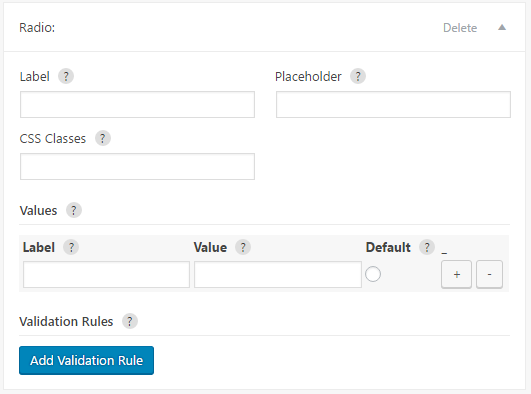 Radio: Delete
Label ? Placeholder ?
CSS Classes ?
Values ?
Label ? Value ? Default ? _
+ -
Validation Rules ?
Add Validation Rule